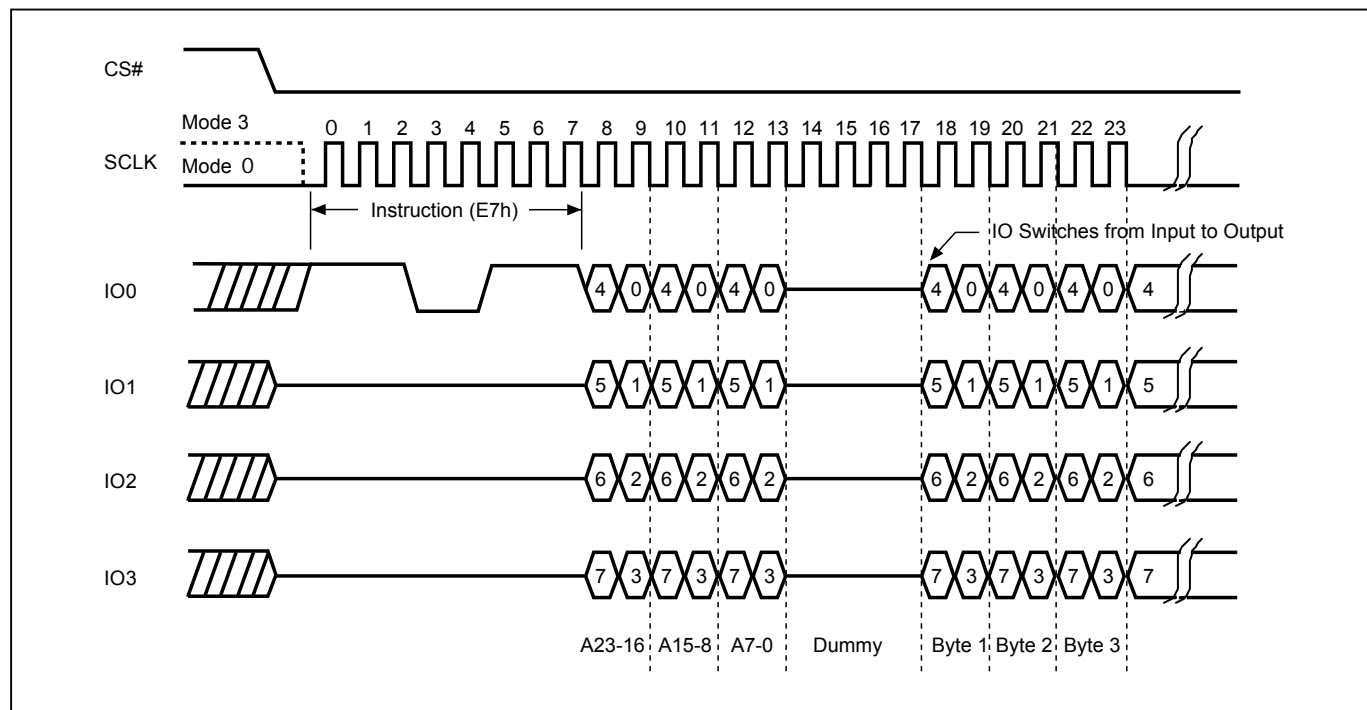 CS#
Mode 3
0 1 2 3 4 5 6 7 8 9 10 11 12 13 14 15 16 17 18 19 20 21 22 23
SCLK
Mode 0
Instruction (E7h)
IO Switches from Input to Output
IO0
4 0 4 0 4 0 4 0 4 0 4 0 4
IO1
5 1 5 1 5 1 5 1 5 1 5 1 5
IO2
6 2 6 2 6 2 6 2 6 2 6 2 6
IO3
7 3 7 3 7 3 7 3 7 3 7 3 7
A23-16 A15-8 A7-0 Dummy Byte 1 Byte 2 Byte 3